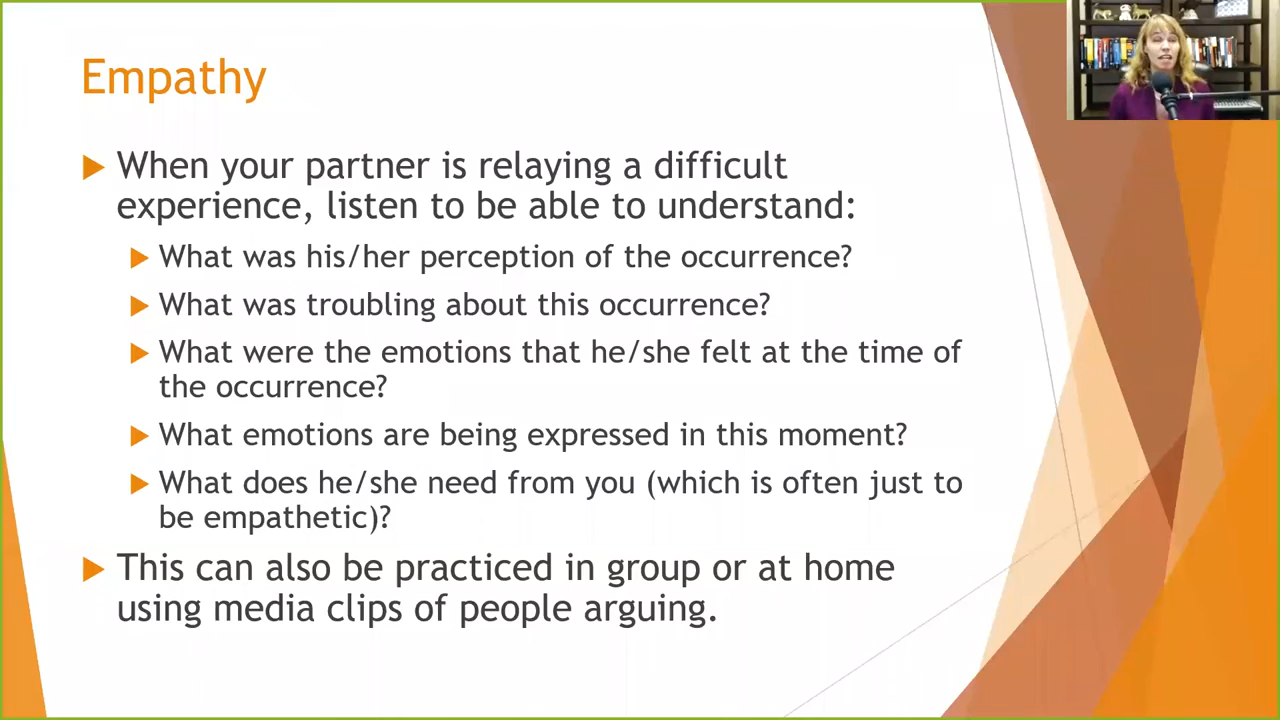 Empathy
When your partner is relaying a difficult
experience, listen to be able to understand:
What was his/her perception of the occurrence?
What was troubling about this occurrence?
What were the emotions that he/she felt at the time of
the occurrence?
What emotions are being expressed in this moment?
What does he/she need from you (which is often just to
be empathetic)?
This can also be practiced in group or at home
using media clips of people arguing.